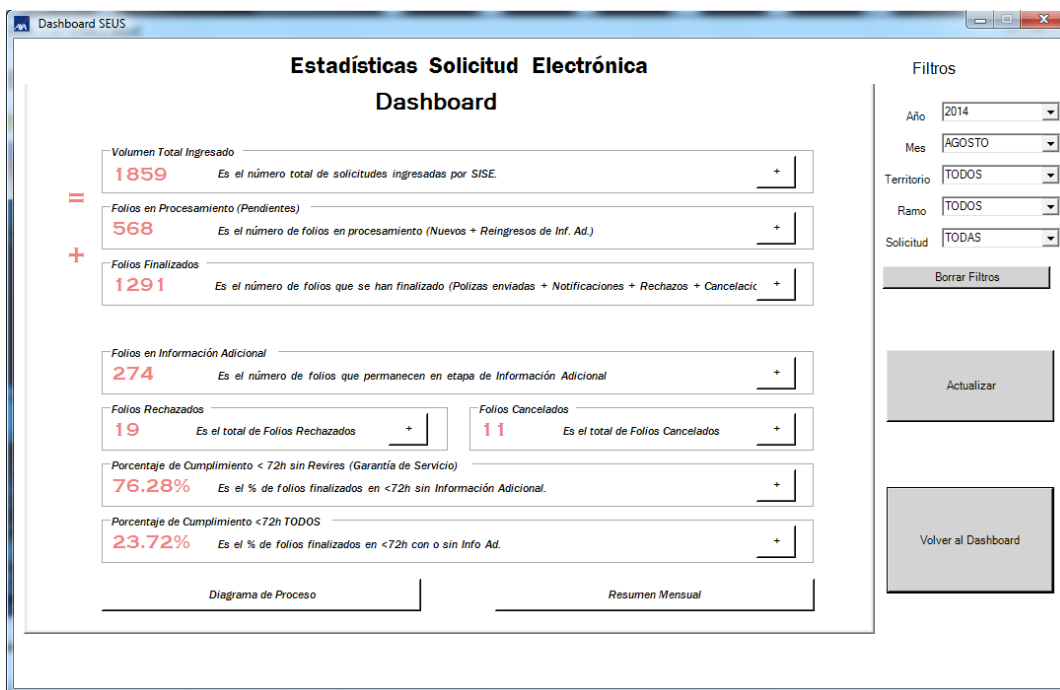 AXA Dashboard SEUS
Estadísticas Solicitud Electrónica
Dashboard
Volumen Total Ingresado
1859 Es el número total de solicitudes ingresadas por SISE. +
=
Folios en Procesamiento (Pendientes)
568 Es el número de folios en procesamiento (Nuevos + Reingresos de Inf. Ad.) +
+
Folios Finalizados
1291 Es el número de folios que se han finalizado (Polizas enviadas + Notificaciones + Rechazos + Cancelacic +
Folios en Información Adicional
274 Es el número de folios que permanecen en etapa de Información Adicional +
Folios Rechazados
19 Es el total de Folios Rechazados +
Folios Cancelados
11 Es el total de Folios Cancelados +
Porcentaje de Cumplimiento < 72h sin Revires (Garantía de Servicio)
76.28% Es el % de folios finalizados en <72h sin Información Adicional. +
Porcentaje de Cumplimiento <72h TODOS
23.72% Es el % de folios finalizados en <72h con o sin Info Ad. +
Diagrama de Proceso
Resumen Mensual
Filtros
Año 2014
Mes AGOSTO
Territorio TODOS
Ramo TODOS
Solicitud TODAS
Borrar Filtros
Actualizar
Volver al Dashboard